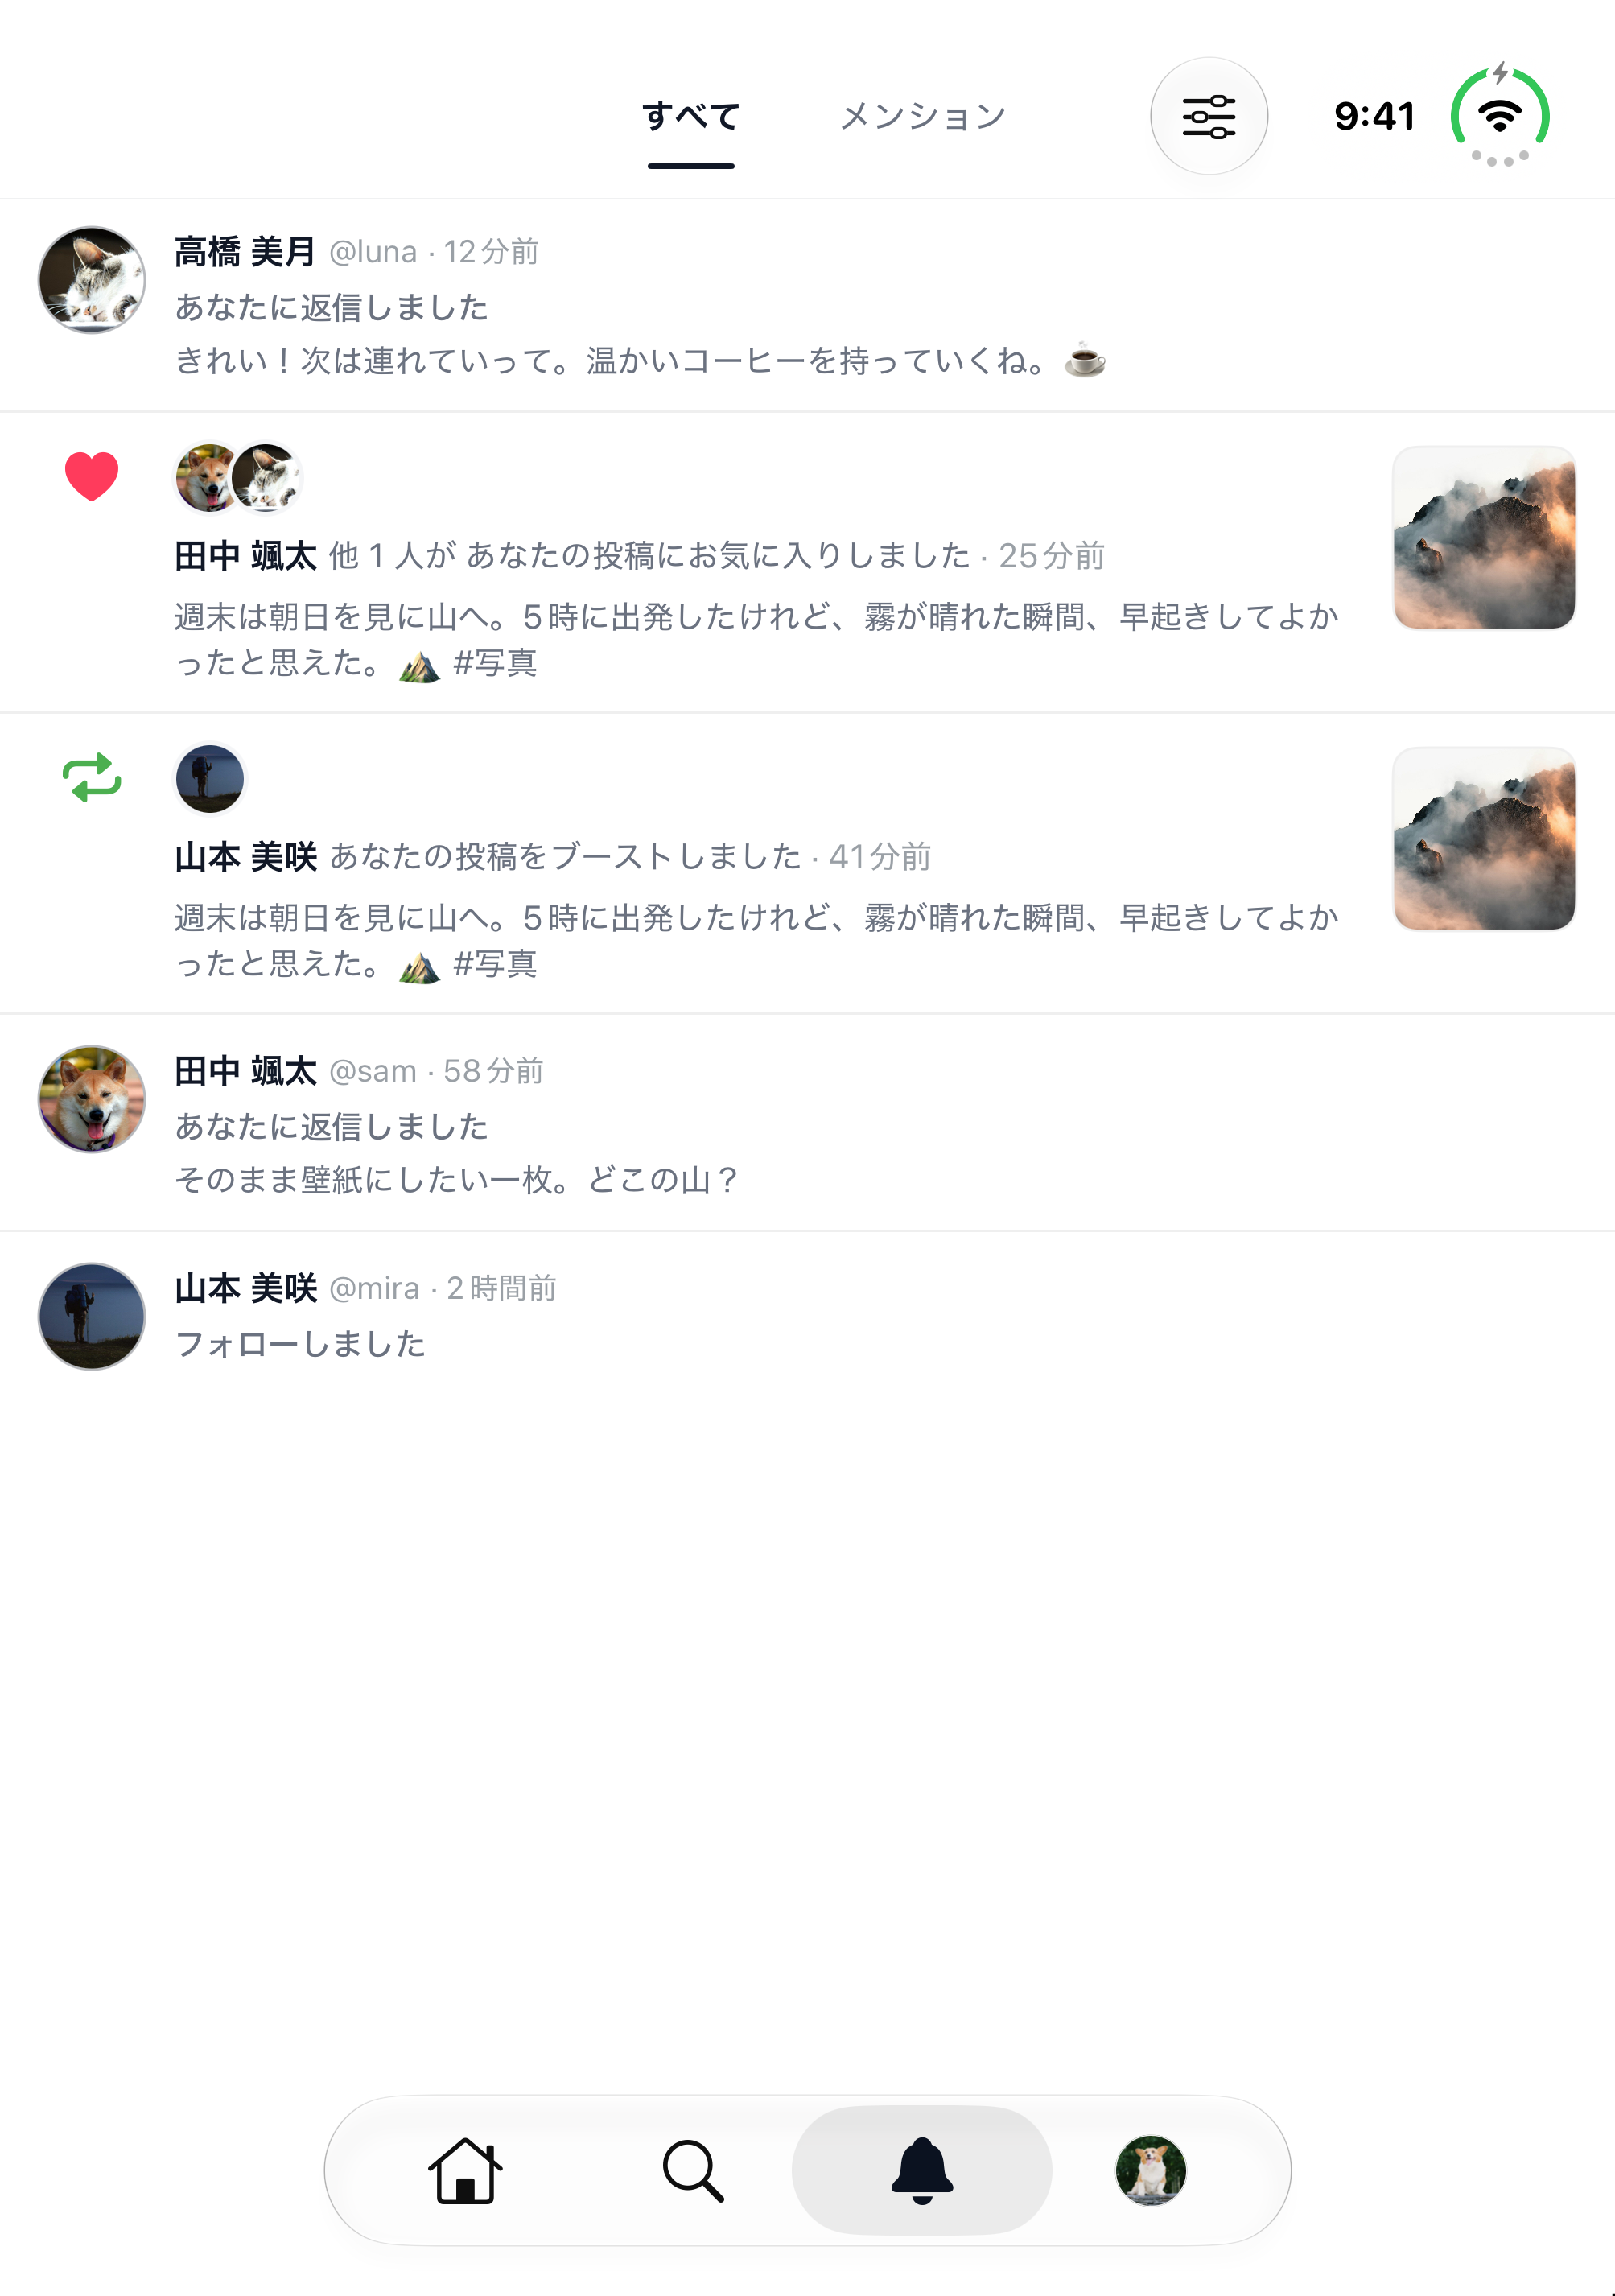 すべて
メンション
9:41
高橋 美月 @luna · 12分前
あなたに返信しました
きれい！次は連れていって。温かいコーヒーを持っていくね。☕
田中 颯太 他 1 人が あなたの投稿にお気に入りしました · 25分前
週末は朝日を見に山へ。5時に出発したけれど、霧が晴れた瞬間、早起きしてよか
ったと思えた。⛰️ #写真
山本 美咲 あなたの投稿をブーストしました · 41分前
週末は朝日を見に山へ。5時に出発したけれど、霧が晴れた瞬間、早起きしてよか
ったと思えた。⛰️ #写真
田中 颯太 @sam · 58分前
あなたに返信しました
そのまま壁紙にしたい一枚。どこの山？
山本 美咲 @mira · 2時間前
フォローしました